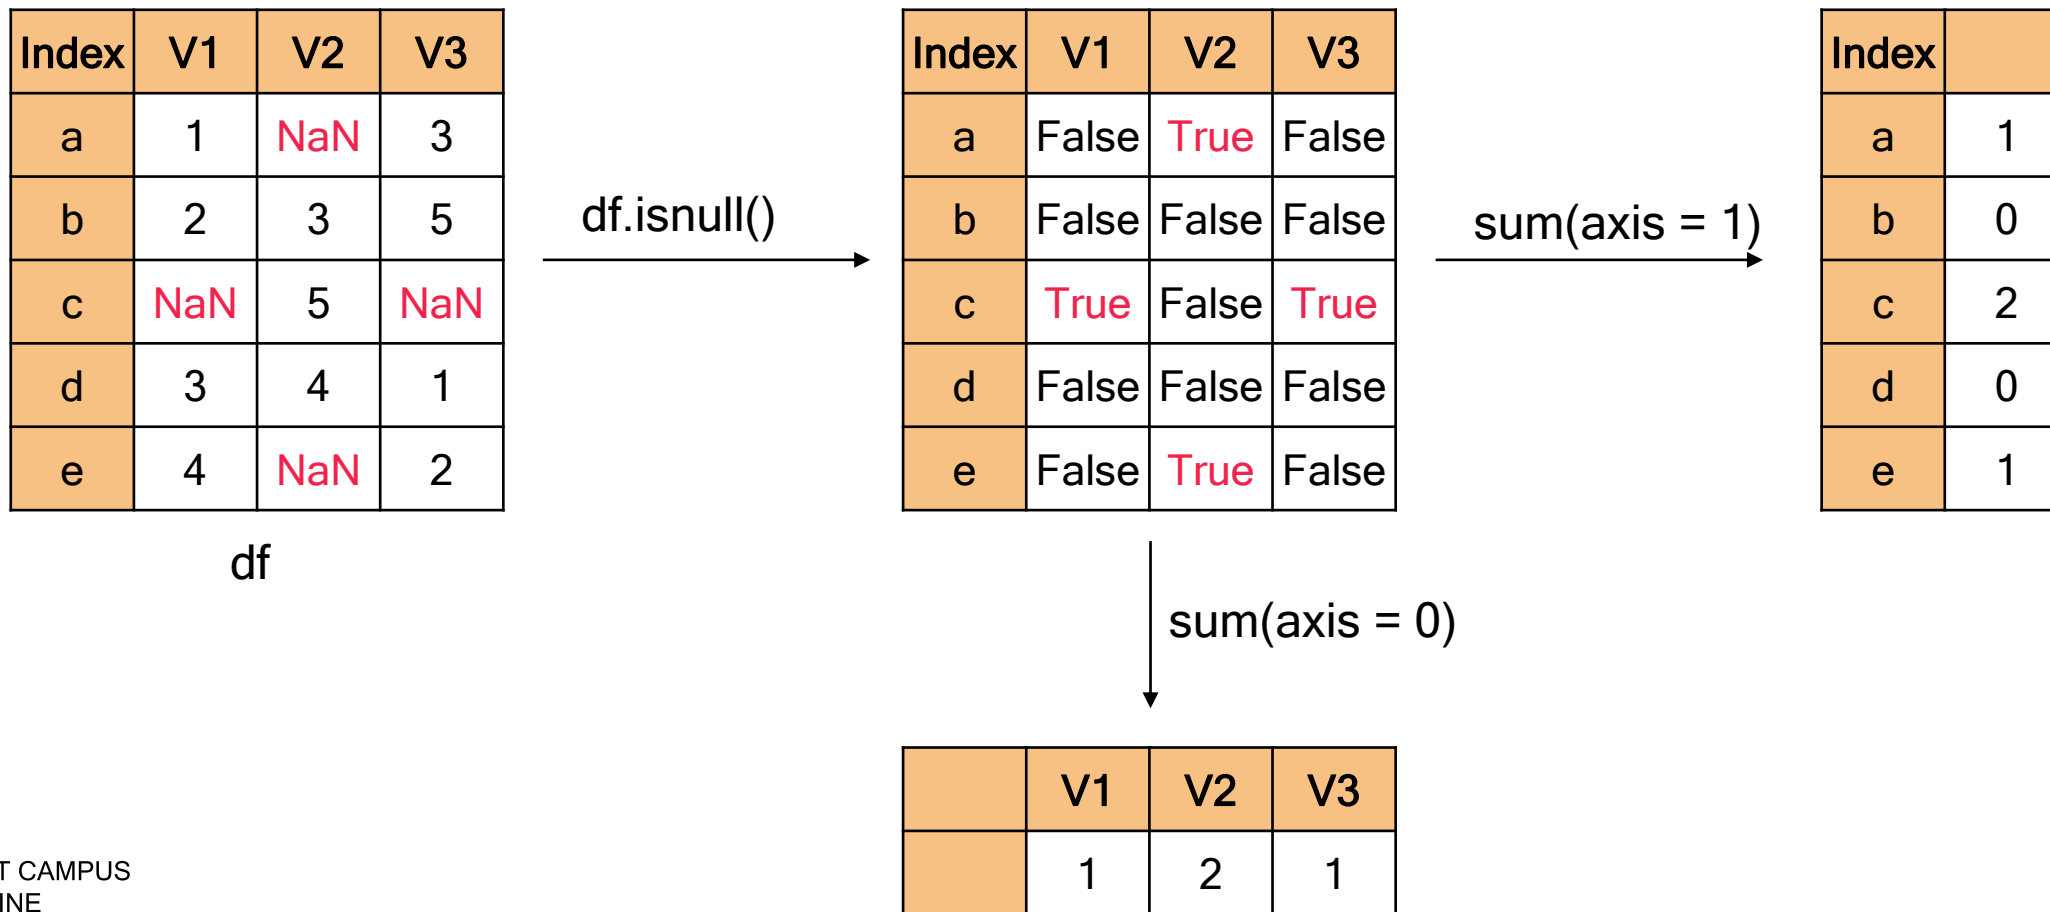 Index V1 V2 V3
a 1 NaN 3
b 2 3 5
c NaN 5 NaN
d 3 4 1
e 4 NaN 2
df
df.isnull()
Index V1 V2 V3
a False True False
b False False False
c True False True
d False False False
e False True False
sum(axis = 1)
Index
a 1
b 0
c 2
d 0
e 1
sum(axis = 0)
V1 V2 V3
1 2 1
T CAMPUS
INE